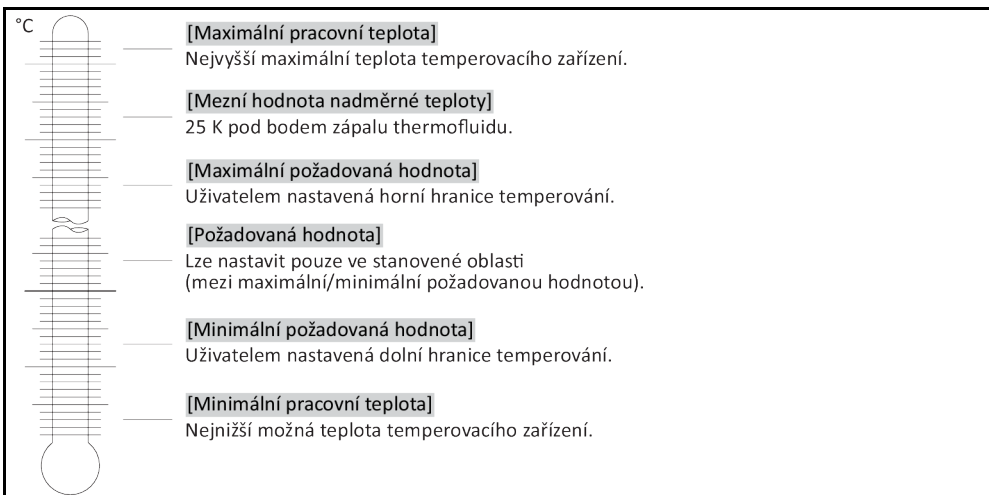 °C
[Maximální pracovní teplota]
Nejvyšší maximální teplota temperovacího zařízení.
[Mezní hodnota nadměrné teploty]
25 K pod bodem zápalu thermofluidu.
[Maximální požadovaná hodnota]
Uživatelem nastavená horní hranice temperování.
[Požadovaná hodnota]
Lze nastavit pouze ve stanovené oblasti
(mezi maximální/minimální požadovanou hodnotou).
[Minimální požadovaná hodnota]
Uživatelem nastavená dolní hranice temperování.
[Minimální pracovní teplota]
Nejnižší možná teplota temperovacího zařízení.